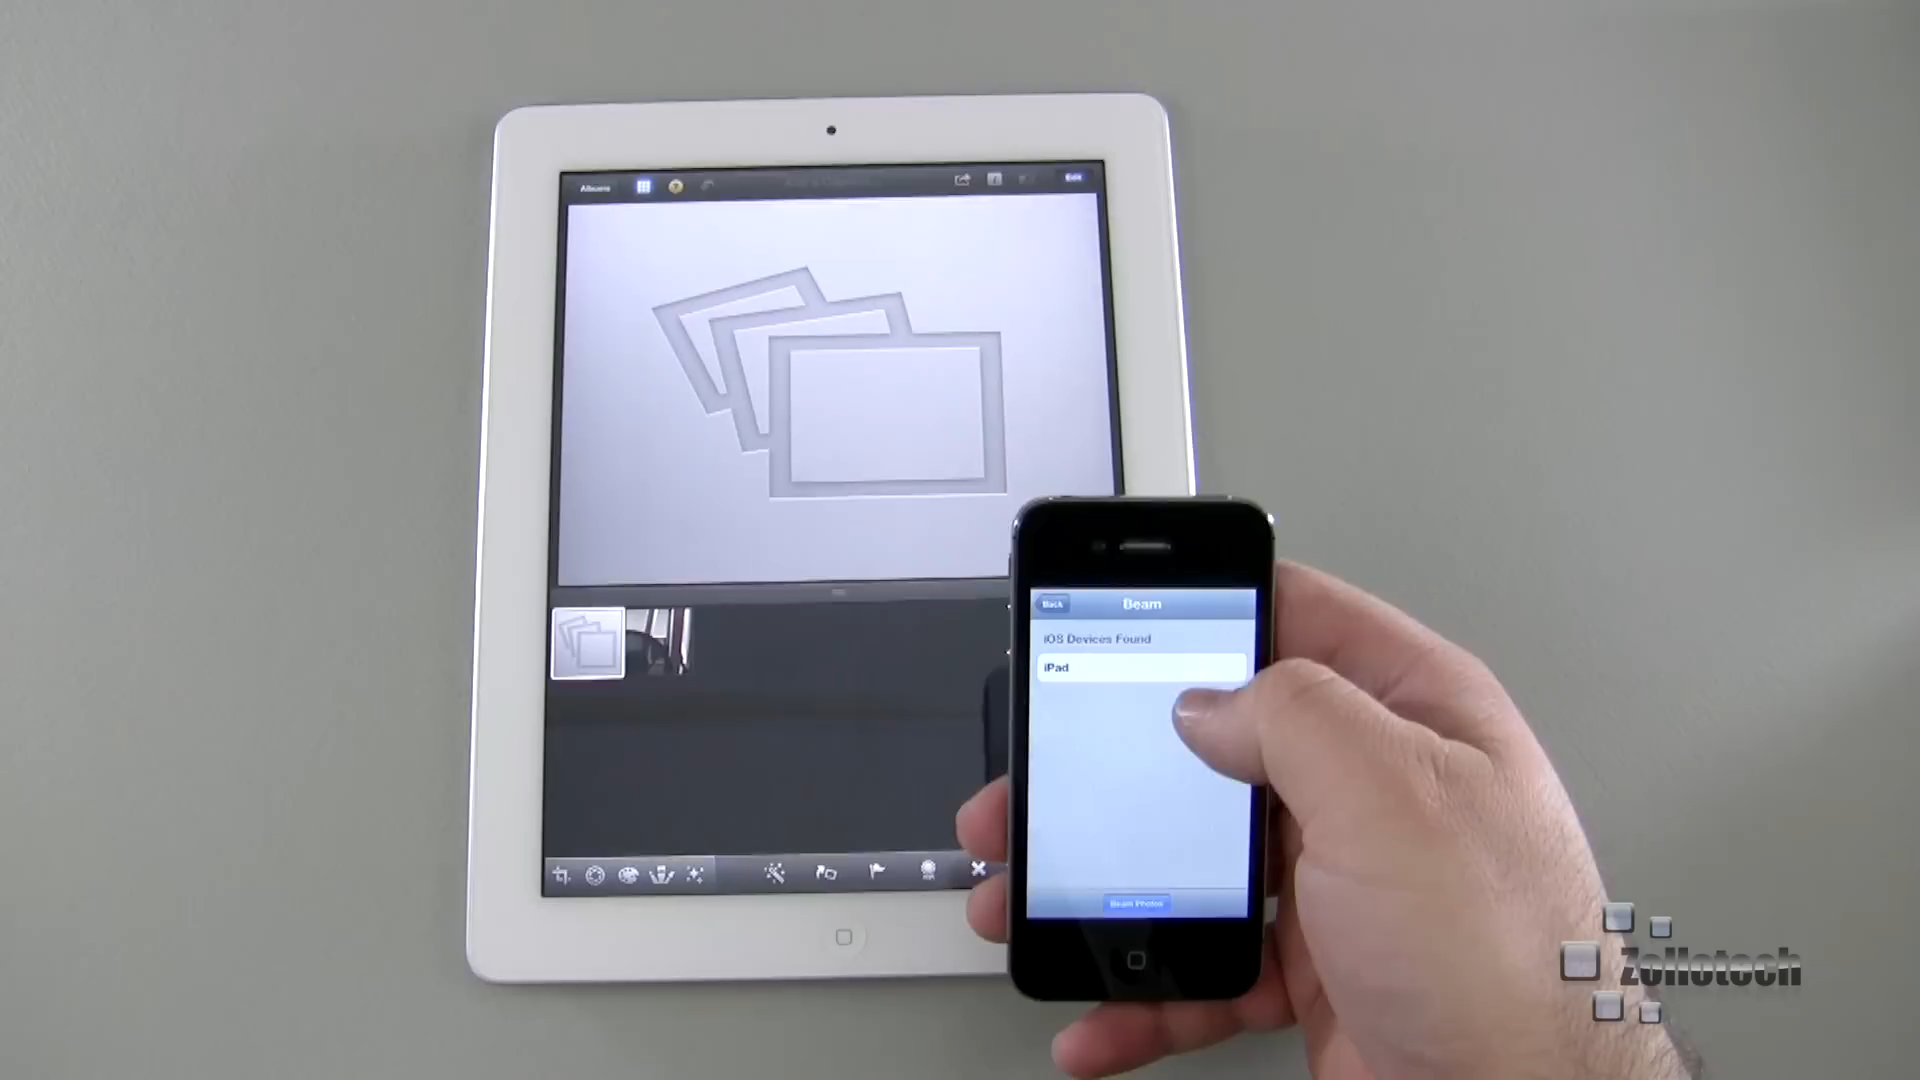 Albums
Edit
Back
Beam
iOS Devices Found
iPad
Beam Photos
Zollotech